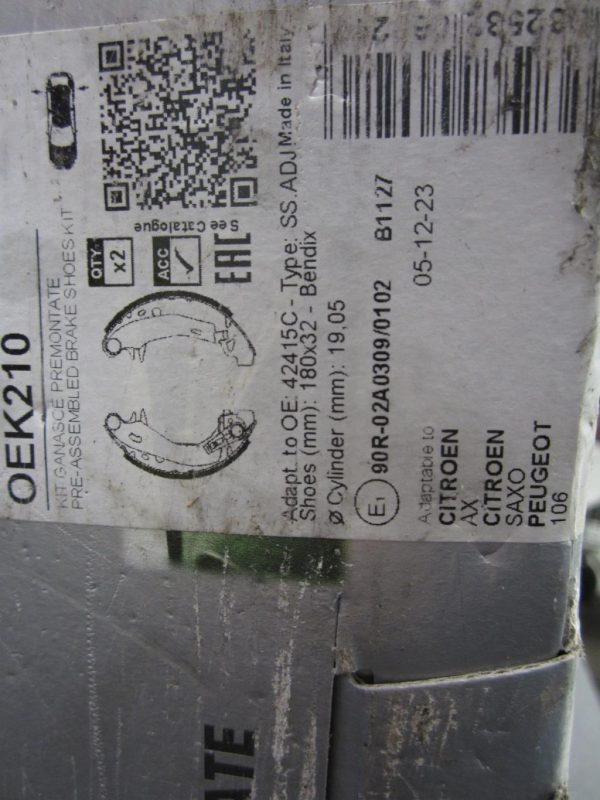 OEK210
KIT GANASCE PREMONTATE
PRE-ASSEMBLED BRAKE SHOES KIT
QTY. x2
ACC
See Catalogue
EAC
Adapt. to OE: 42415C - Type: SS.ADJ Made in Italy
Shoes (mm): 180x32 - Bendix
ø Cylinder (mm): 19,05
E1 90R-02A0309/0102 B1127
05-12-23
Adaptable to
CITROEN
AX
CITROEN
SAXO
PEUGEOT
106